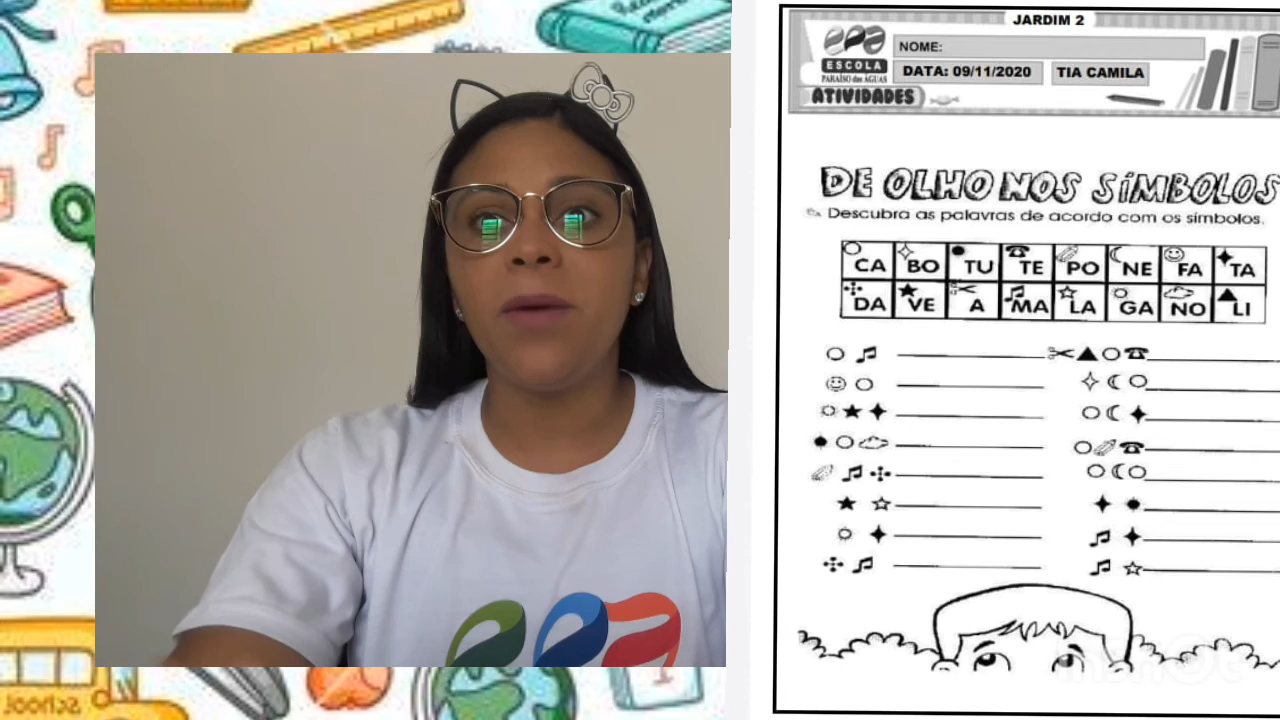 JARDIM 2
NOME:
ESCOLA
PARAÍSO das ÁGUAS
DATA: 09/11/2020
TIA CAMILA
ATIVIDADES
DE OLHO NOS SÍMBOLOS
Descubra as palavras de acordo com os símbolos.
CA BO TU TE PO NE FA TA
DA VE A MA LA GA NO LI